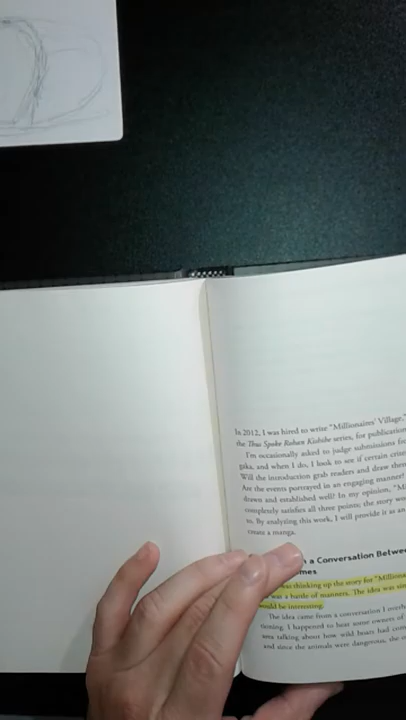 In 2012, I was hired to write "Millionaires' Village,"
the Thus Spoke Rohan Kishibe series, for publication
I'm occasionally asked to judge submissions fro
gaka, and when do, I look to see if certain crite
Will the introduction grab readers and draw them
Are the events portrayed in an engaging manner?
drawn and established well? In my opinion, "Mi
completely satisfies all three points; the story wo
to. By analyzing this work, I will provide it as an
create a manga.
n a Conversation Betwe
mes
was thinking up the story for "Milliona
was a battle of manners. The idea was sim
would be interesting.
The idea came from a conversation I overh
tioning. I happened to hear some owners of
area talking about how wild boars had com
and since the animals were dangerous, the